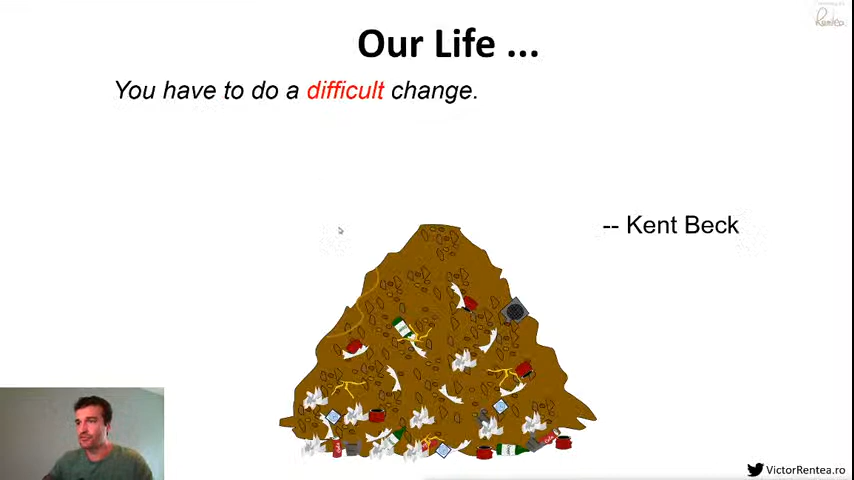 Our Life ...
You have to do a difficult change.
-- Kent Beck
VictorRentea.ro